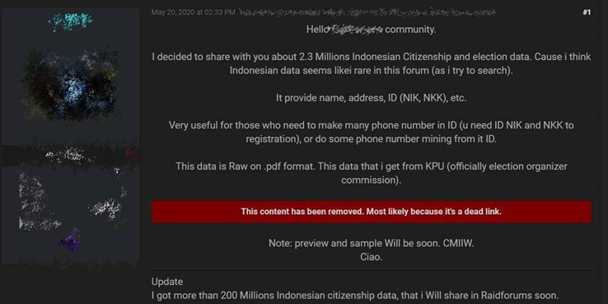 May 20, 2020 at 02:33 PM
#1
Hello community.
I decided to share with you about 2.3 Millions Indonesian Citizenship and election data. Cause i think
Indonesian data seems likei rare in this forum (as i try to search).
It provide name, address, ID (NIK, NKK), etc.
Very useful for those who need to make many phone number in ID (u need ID NIK and NKK to
registration), or do some phone number mining from it ID.
This data is Raw on .pdf format. This data that i get from KPU (officially election organizer
commission).
This content has been removed. Most likely because it's a dead link.
Note: preview and sample Will be soon. CMIIW.
Ciao.
Update
I got more than 200 Millions Indonesian citizenship data, that i Will share in Raidforums soon.